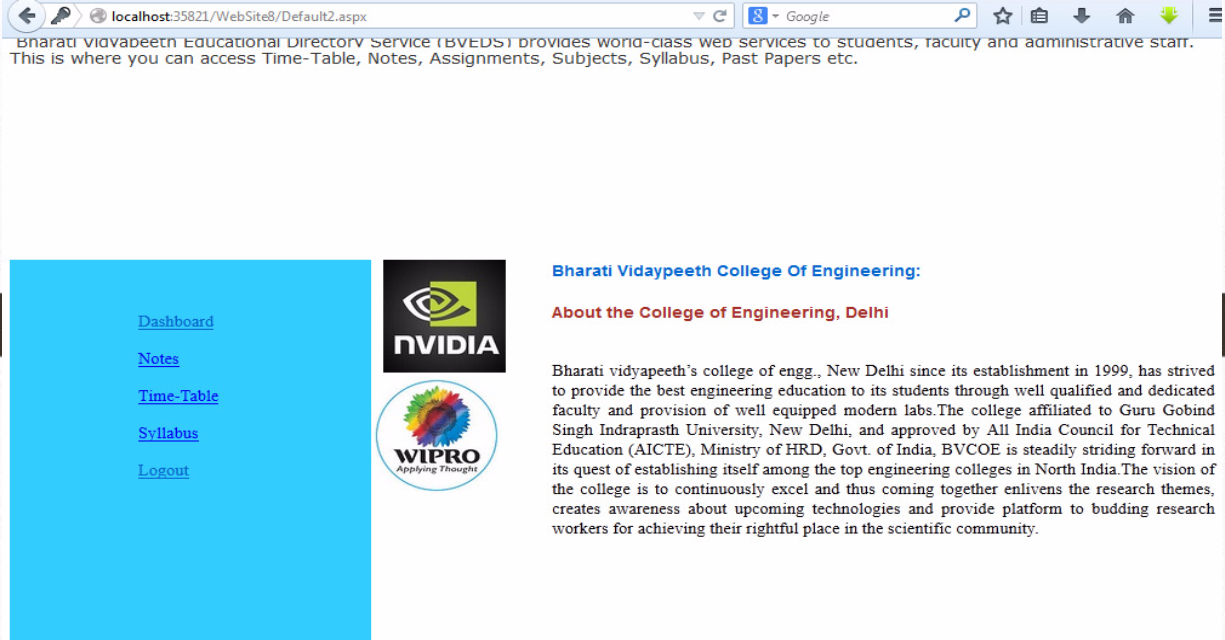 localhost:35821/WebSite8/Default2.aspx
Google
Bharati Vidyapeeth Educational Directory Service (BVEDS) provides world-class web services to students, faculty and administrative staff.
This is where you can access Time-Table, Notes, Assignments, Subjects, Syllabus, Past Papers etc.
Dashboard
Notes
Time-Table
Syllabus
Logout
NVIDIA
WIPRO
Applying Thought
Bharati Vidaypeeth College Of Engineering:
About the College of Engineering, Delhi
Bharati vidyapeeth’s college of engg., New Delhi since its establishment in 1999, has strived
to provide the best engineering education to its students through well qualified and dedicated
faculty and provision of well equipped modern labs.The college affiliated to Guru Gobind
Singh Indraprasth University, New Delhi, and approved by All India Council for Technical
Education (AICTE), Ministry of HRD, Govt. of India, BVCOE is steadily striding forward in
its quest of establishing itself among the top engineering colleges in North India.The vision of
the college is to continuously excel and thus coming together enlivens the research themes,
creates awareness about upcoming technologies and provide platform to budding research
workers for achieving their rightful place in the scientific community.